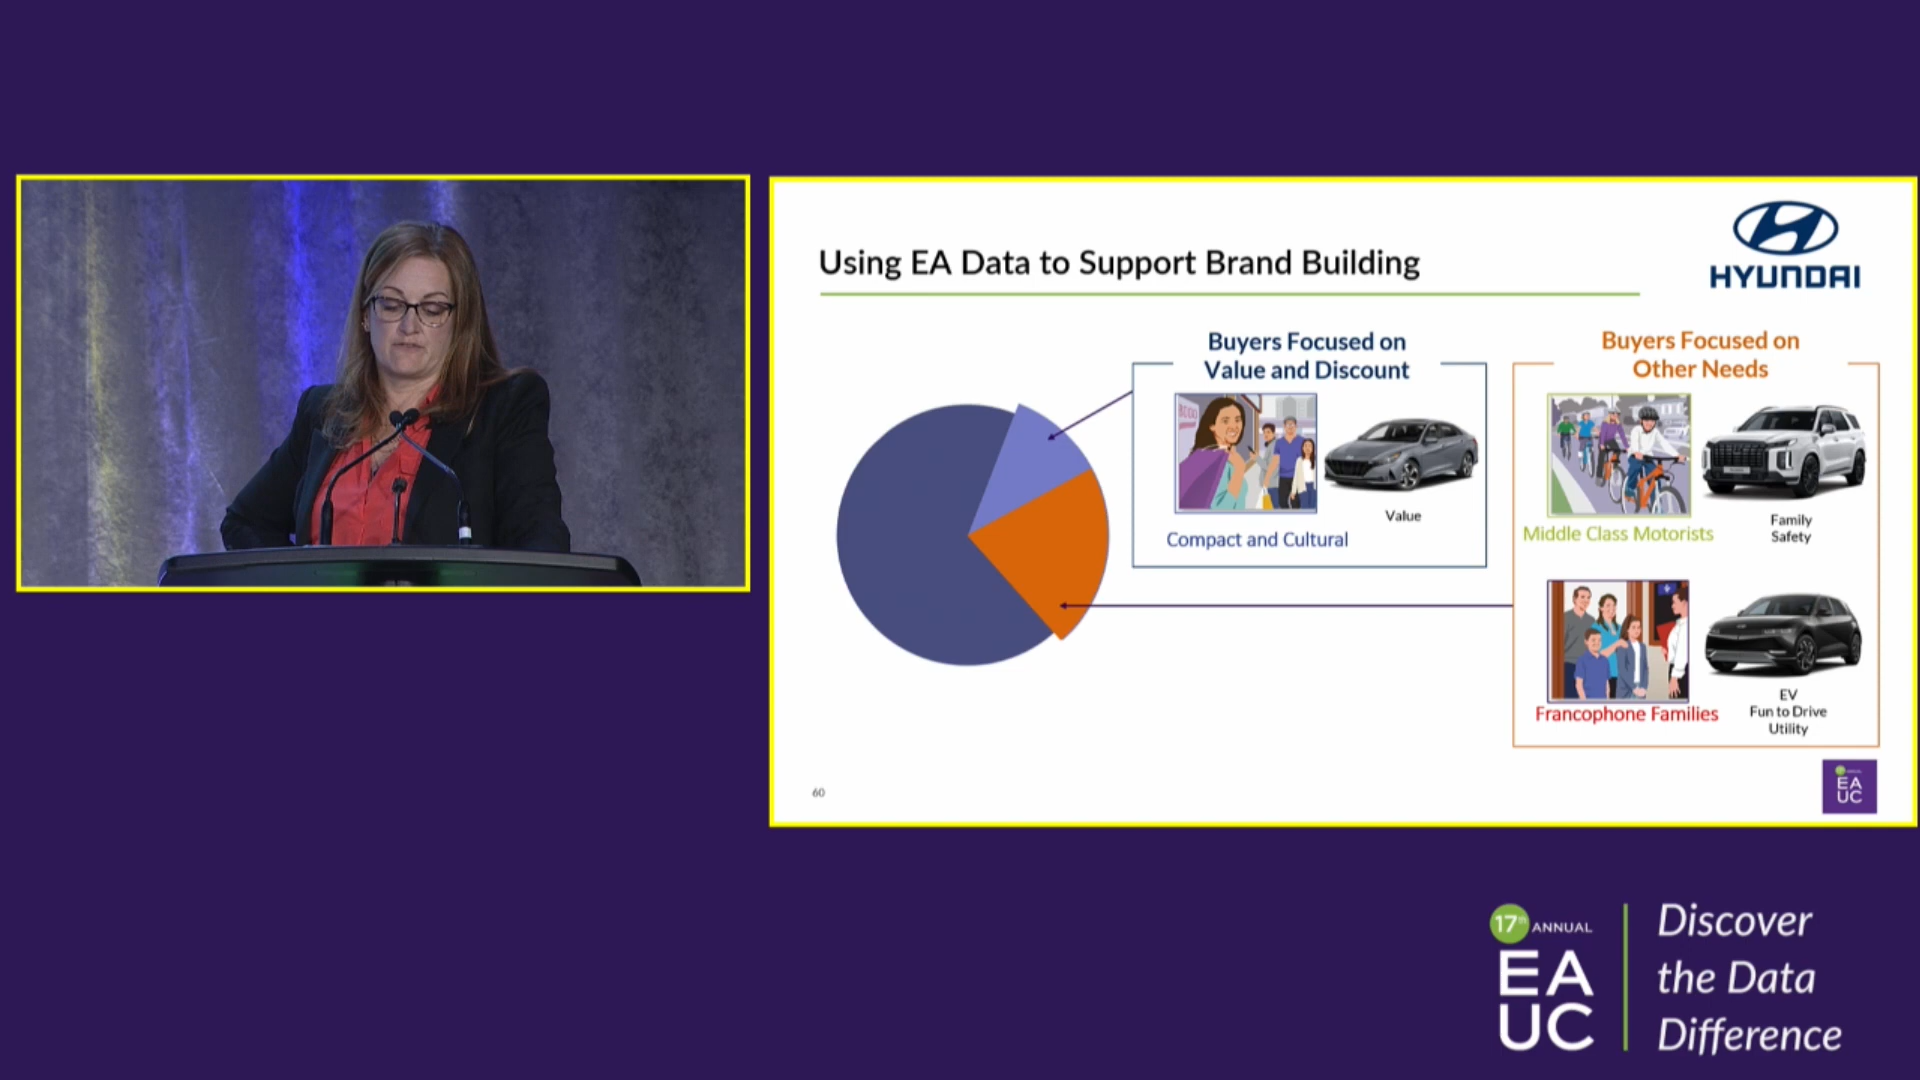 Using EA Data to Support Brand Building
HYUNDAI
Buyers Focused on
Value and Discount
Value
Compact and Cultural
Buyers Focused on
Other Needs
Middle Class Motorists
Family
Safety
Francophone Families
EV
Fun to Drive
Utility
60
EA
UC
17th ANNUAL
EA
UC
Discover
the Data
Difference